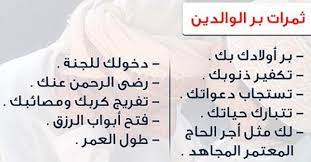 ثمرات بر الوالدين
- بر أولادك بك .
- تكفير ذنوبك .
- تستجاب دعواتك .
- تتبارك حياتك .
- لك مثل أجر الحاج
المعتمر المجاهد .
- دخولك للجنة .
- رضى الرحمن عنك .
- تفريج كربك ومصائبك .
- فتح أبواب الرزق .
- طول العمر .